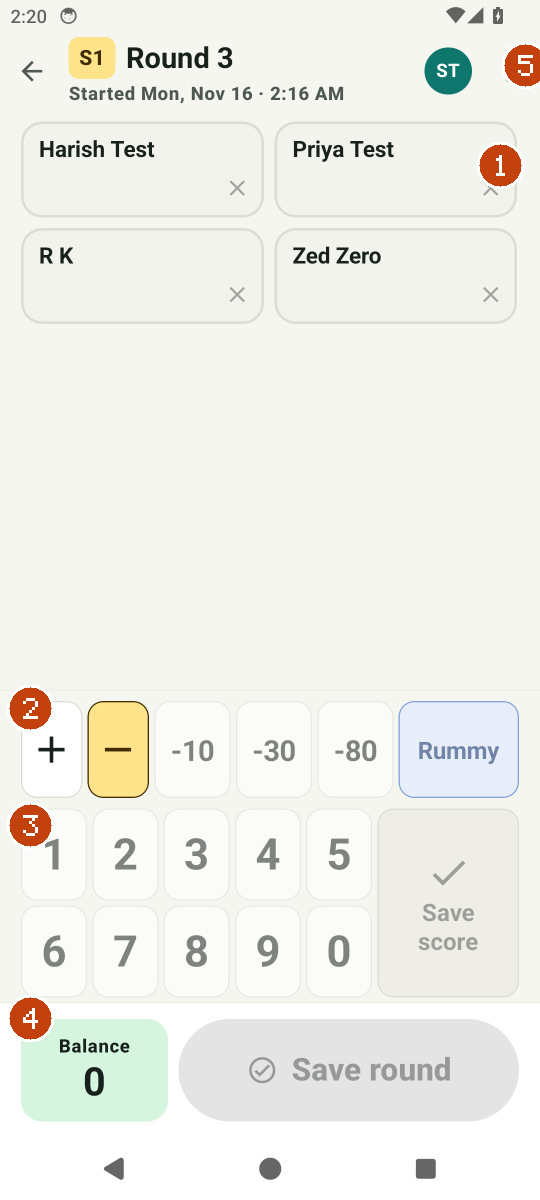 2:20
S1 Round 3
ST
5
Started Mon, Nov 16 · 2:16 AM
Harish Test
Priya Test
1
R K
Zed Zero
2
+ − -10 -30 -80 Rummy
3
1 2 3 4 5
6 7 8 9 0
Save
score
4
Balance
0
Save round